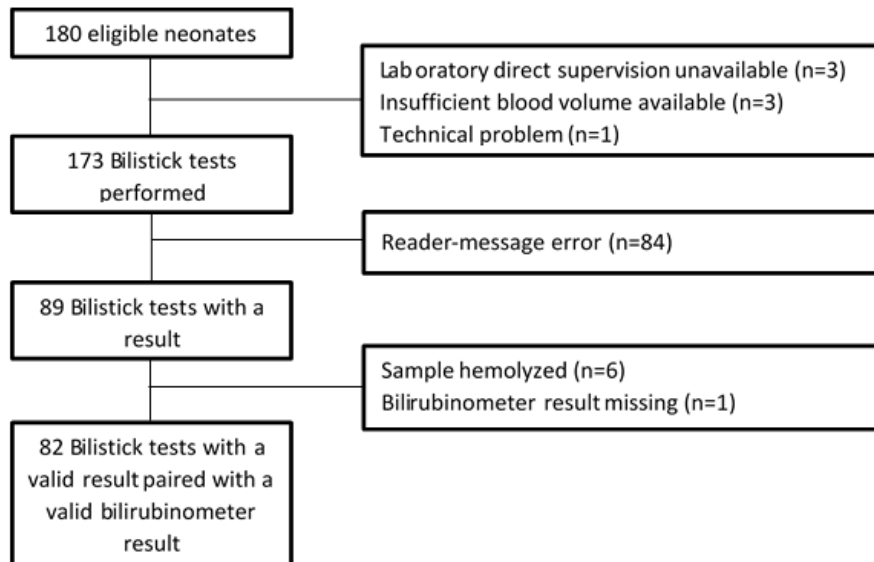 180 eligible neonates
Lab oratory direct supervision unavailable (n=3)
Insufficient blood volume available (n=3)
Technical problem (n=1)
173 Bilistick tests
performed
Reader-message error (n=84)
89 Bilistick tests with a
result
Sample hemolyzed (n=6)
Bilirubinometer result missing (n=1)
82 Bilistick tests with a
valid result paired with a
valid bilirubinometer
result